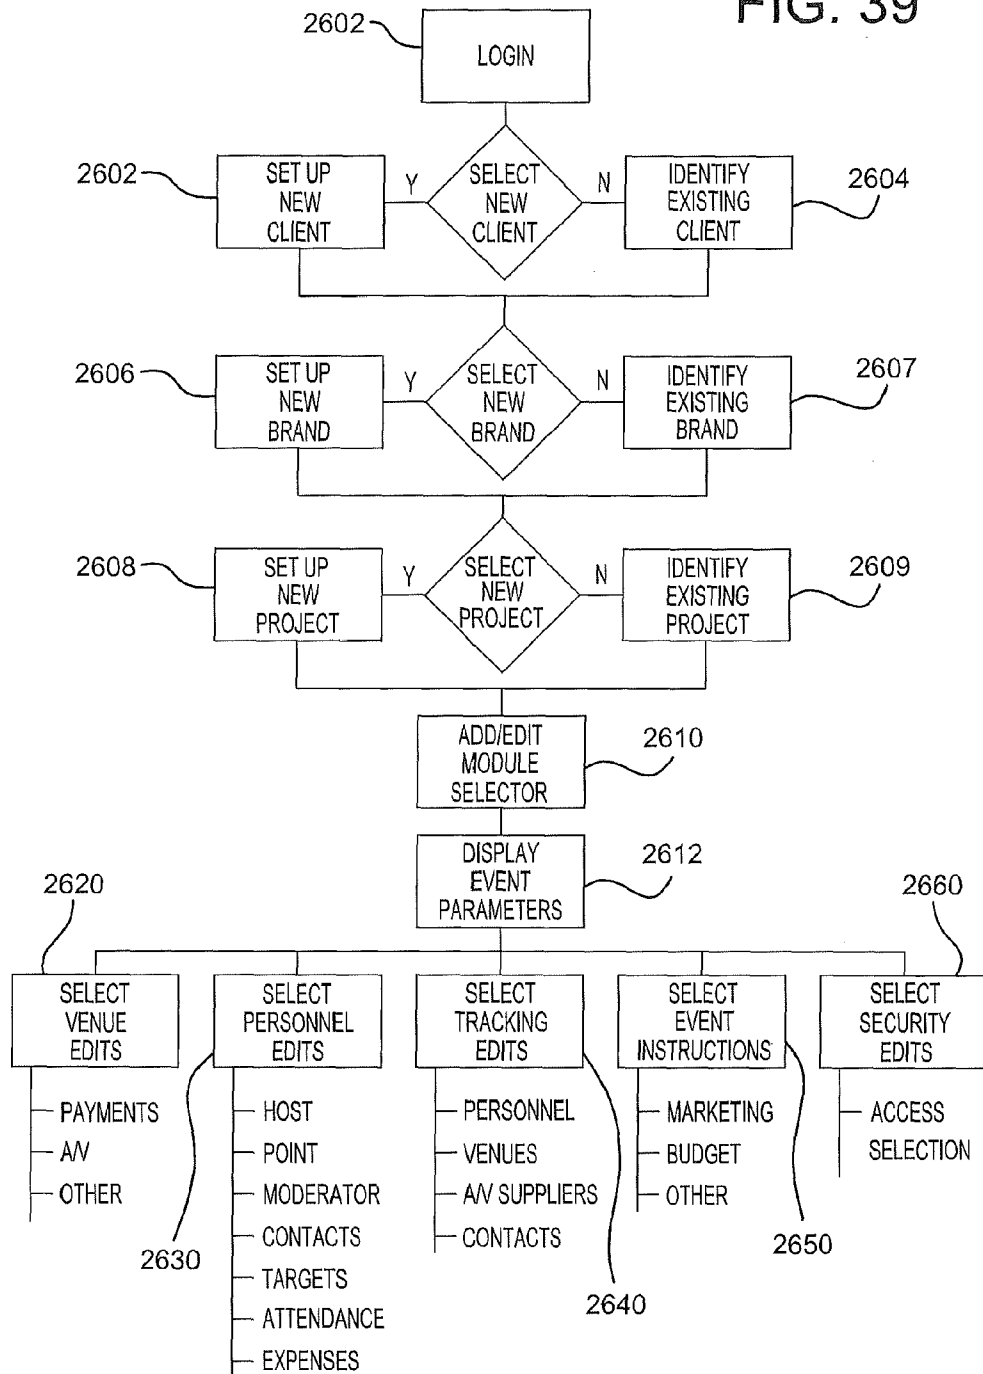 FIG. 39
2602
LOGIN
2602
SET UP
NEW
CLIENT
Y
SELECT
NEW
CLIENT
N
IDENTIFY
EXISTING
CLIENT
2604
2606
SET UP
NEW
BRAND
Y
SELECT
NEW
BRAND
N
IDENTIFY
EXISTING
BRAND
2607
2608
SET UP
NEW
PROJECT
Y
SELECT
NEW
PROJECT
N
IDENTIFY
EXISTING
PROJECT
2609
ADD/EDIT
MODULE
SELECTOR
2610
DISPLAY
EVENT
PARAMETERS
2612
2620
SELECT
VENUE
EDITS
PAYMENTS
A/V
OTHER
SELECT
PERSONNEL
EDITS
2630
HOST
POINT
MODERATOR
CONTACTS
TARGETS
ATTENDANCE
EXPENSES
SELECT
TRACKING
EDITS
2640
PERSONNEL
VENUES
A/V SUPPLIERS
CONTACTS
SELECT
EVENT
INSTRUCTIONS
2650
MARKETING
BUDGET
OTHER
2660
SELECT
SECURITY
EDITS
ACCESS
SELECTION